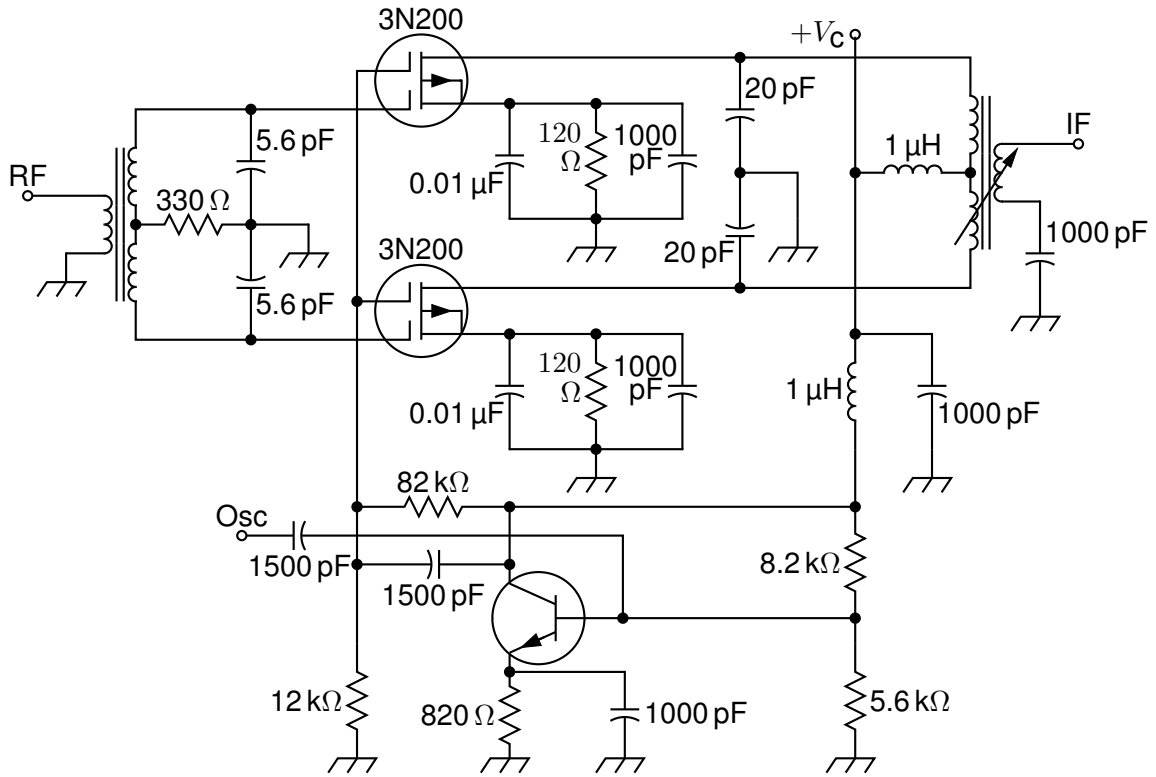 3N200
+V_C
20 pF
5.6 pF
120
Ω
1000
pF
IF
1 µH
RF
330 Ω
0.01 µF
1000 pF
3N200
20 pF
5.6 pF
120
Ω
1000
pF
1 µH
0.01 µF
1000 pF
82 kΩ
Osc
1500 pF
8.2 kΩ
1500 pF
12 kΩ
820 Ω
1000 pF
5.6 kΩ